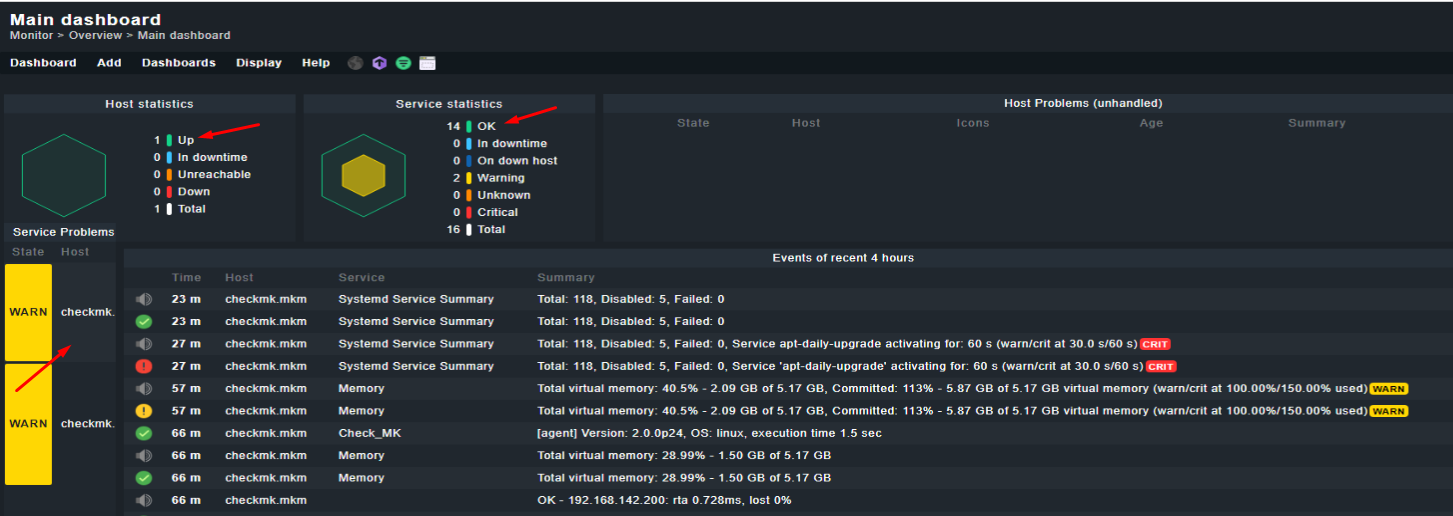 Main dashboard
Monitor > Overview > Main dashboard
Dashboard Add Dashboards Display Help
Host statistics
1 Up
0 In downtime
0 Unreachable
0 Down
1 Total
Service statistics
14 OK
0 In downtime
0 On down host
2 Warning
0 Unknown
0 Critical
16 Total
Host Problems (unhandled)
State Host Icons Age Summary
Service Problems
State Host
WARN checkmk.
WARN checkmk.
Events of recent 4 hours
Time Host Service Summary
23 m checkmk.mkm Systemd Service Summary Total: 118, Disabled: 5, Failed: 0
23 m checkmk.mkm Systemd Service Summary Total: 118, Disabled: 5, Failed: 0
27 m checkmk.mkm Systemd Service Summary Total: 118, Disabled: 5, Failed: 0, Service apt-daily-upgrade activating for: 60 s (warn/crit at 30.0 s/60 s) CRIT
27 m checkmk.mkm Systemd Service Summary Total: 118, Disabled: 5, Failed: 0, Service 'apt-daily-upgrade' activating for: 60 s (warn/crit at 30.0 s/60 s) CRIT
57 m checkmk.mkm Memory Total virtual memory: 40.5% - 2.09 GB of 5.17 GB, Committed: 113% - 5.87 GB of 5.17 GB virtual memory (warn/crit at 100.00%/150.00% used) WARN
57 m checkmk.mkm Memory Total virtual memory: 40.5% - 2.09 GB of 5.17 GB, Committed: 113% - 5.87 GB of 5.17 GB virtual memory (warn/crit at 100.00%/150.00% used) WARN
66 m checkmk.mkm Check_MK [agent] Version: 2.0.0p24, OS: linux, execution time 1.5 sec
66 m checkmk.mkm Memory Total virtual memory: 28.99% - 1.50 GB of 5.17 GB
66 m checkmk.mkm Memory Total virtual memory: 28.99% - 1.50 GB of 5.17 GB
66 m checkmk.mkm OK - 192.168.142.200: rta 0.728ms, lost 0%